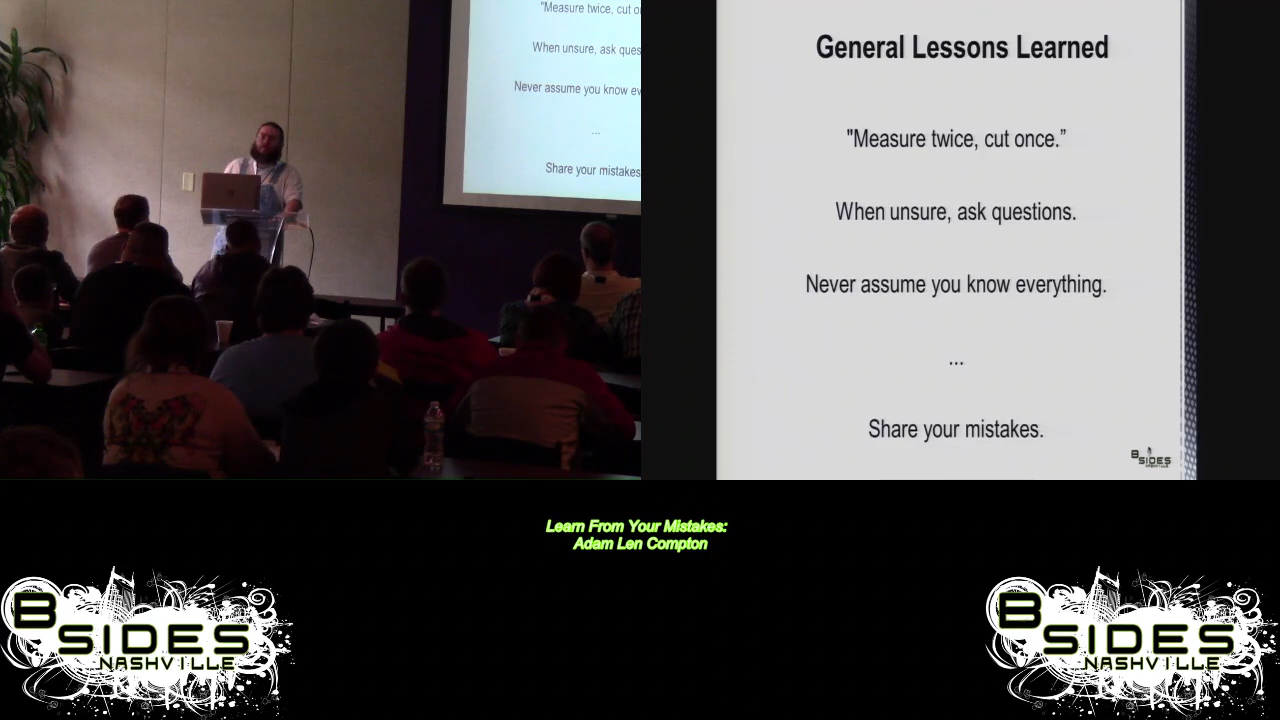 "Measure twice, cut o
When unsure, ask ques
Never assume you know ev
...
Share your mistakes
General Lessons Learned
"Measure twice, cut once.”
When unsure, ask questions.
Never assume you know everything.
...
Share your mistakes.
BSIDES
NASHVILLE
Learn From Your Mistakes:
Adam Len Compton
BSIDES
NASHVILLE
BSIDES
NASHVILLE